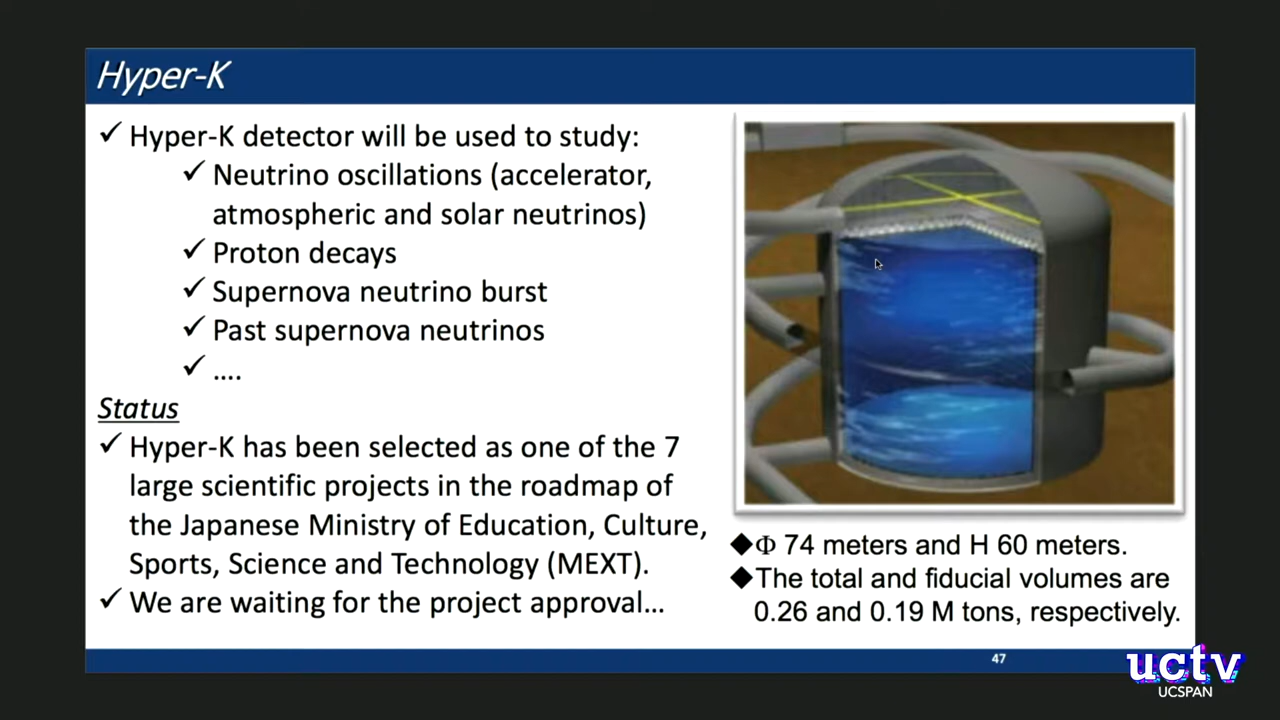 Hyper-K
✓ Hyper-K detector will be used to study:
✓ Neutrino oscillations (accelerator,
atmospheric and solar neutrinos)
✓ Proton decays
✓ Supernova neutrino burst
✓ Past supernova neutrinos
✓ ....
Status
✓ Hyper-K has been selected as one of the 7
large scientific projects in the roadmap of
the Japanese Ministry of Education, Culture,
Sports, Science and Technology (MEXT).
✓ We are waiting for the project approval...
◆Φ 74 meters and H 60 meters.
◆The total and fiducial volumes are
0.26 and 0.19 M tons, respectively.
47
uctv
UCSPAN